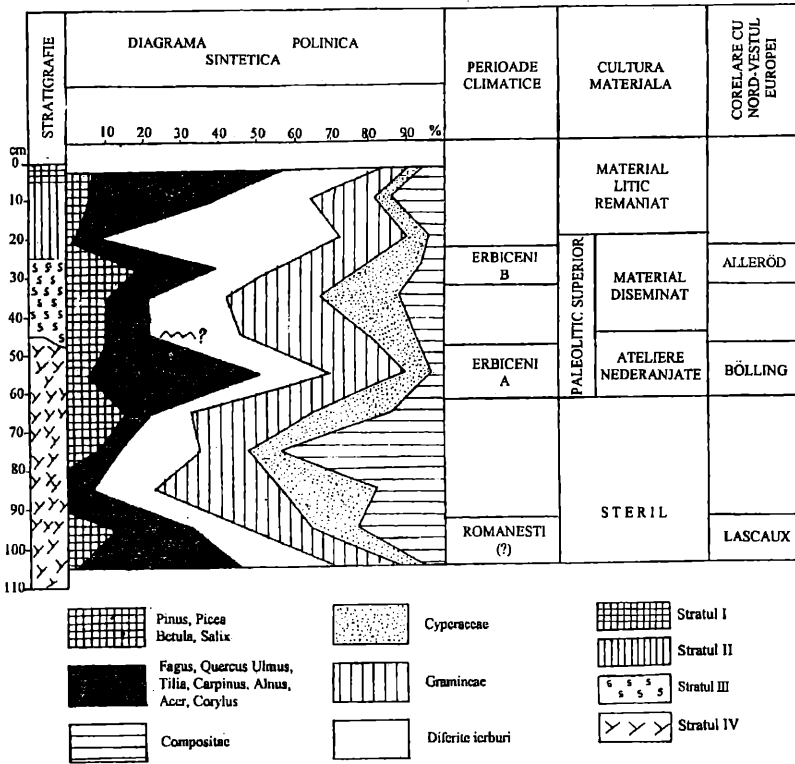 STRATIGRAFIE
DIAGRAMA POLINICA
SINTETICA
PERIOADE
CLIMATICE
CULTURA
MATERIALA
CORELARE CU
NORD-VESTUL
EUROPEI
cm
10 20 30 40 50 60 70 80 90 %
0
10
20
30
40
50
60
70
80
90
100
110
?
ERBICENI
B
ERBICENI
A
ROMANESTI
(?)
MATERIAL
LITIC
REMANIAT
PALEOLITIC SUPERIOR
MATERIAL
DISEMINAT
ATELIERE
NEDERANJATE
STERIL
ALLERÖD
BÖLLING
LASCAUX
Pinus, Picea
Betula, Salix
Fagus, Quercus Ulmus,
Tilia, Carpinus, Alnus,
Acer, Corylus
Compositae
Cyperaceae
Gramineae
Diferite ierburi
Stratul I
Stratul II
Stratul III
Stratul IV